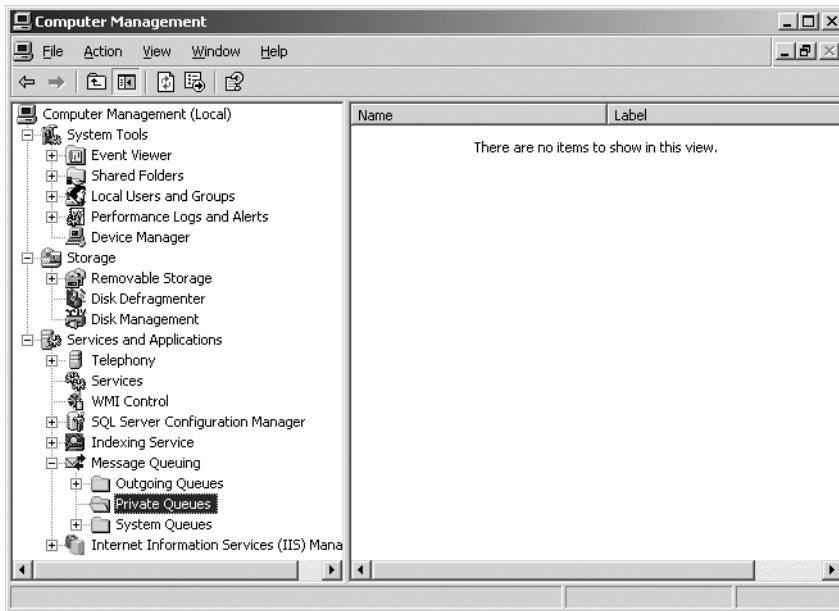 Computer Management
File Action View Window Help
Computer Management (Local)
System Tools
Event Viewer
Shared Folders
Local Users and Groups
Performance Logs and Alerts
Device Manager
Storage
Removable Storage
Disk Defragmenter
Disk Management
Services and Applications
Telephony
Services
WMI Control
SQL Server Configuration Manager
Indexing Service
Message Queuing
Outgoing Queues
Private Queues
System Queues
Internet Information Services (IIS) Mana
Name Label
There are no items to show in this view.